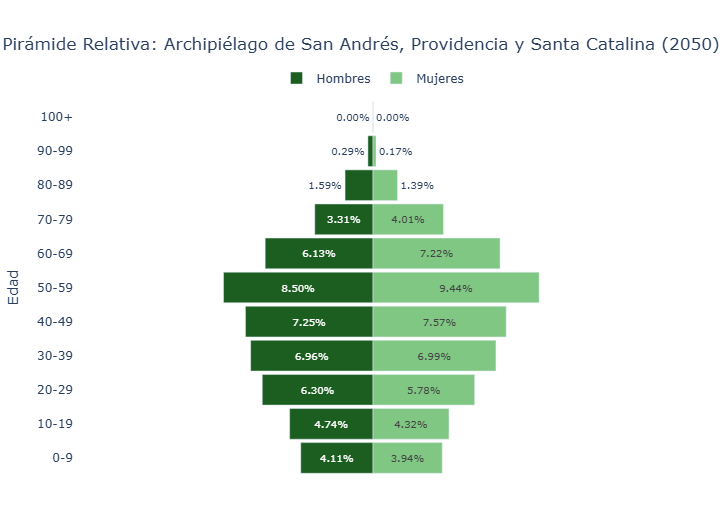 Pirámide Relativa: Archipiélago de San Andrés, Providencia y Santa Catalina (2050)
Hombres Mujeres
100+ 0.00% 0.00%
90-99 0.29% 0.17%
80-89 1.59% 1.39%
70-79 3.31% 4.01%
60-69 6.13% 7.22%
Edad
50-59 8.50% 9.44%
40-49 7.25% 7.57%
30-39 6.96% 6.99%
20-29 6.30% 5.78%
10-19 4.74% 4.32%
0-9 4.11% 3.94%